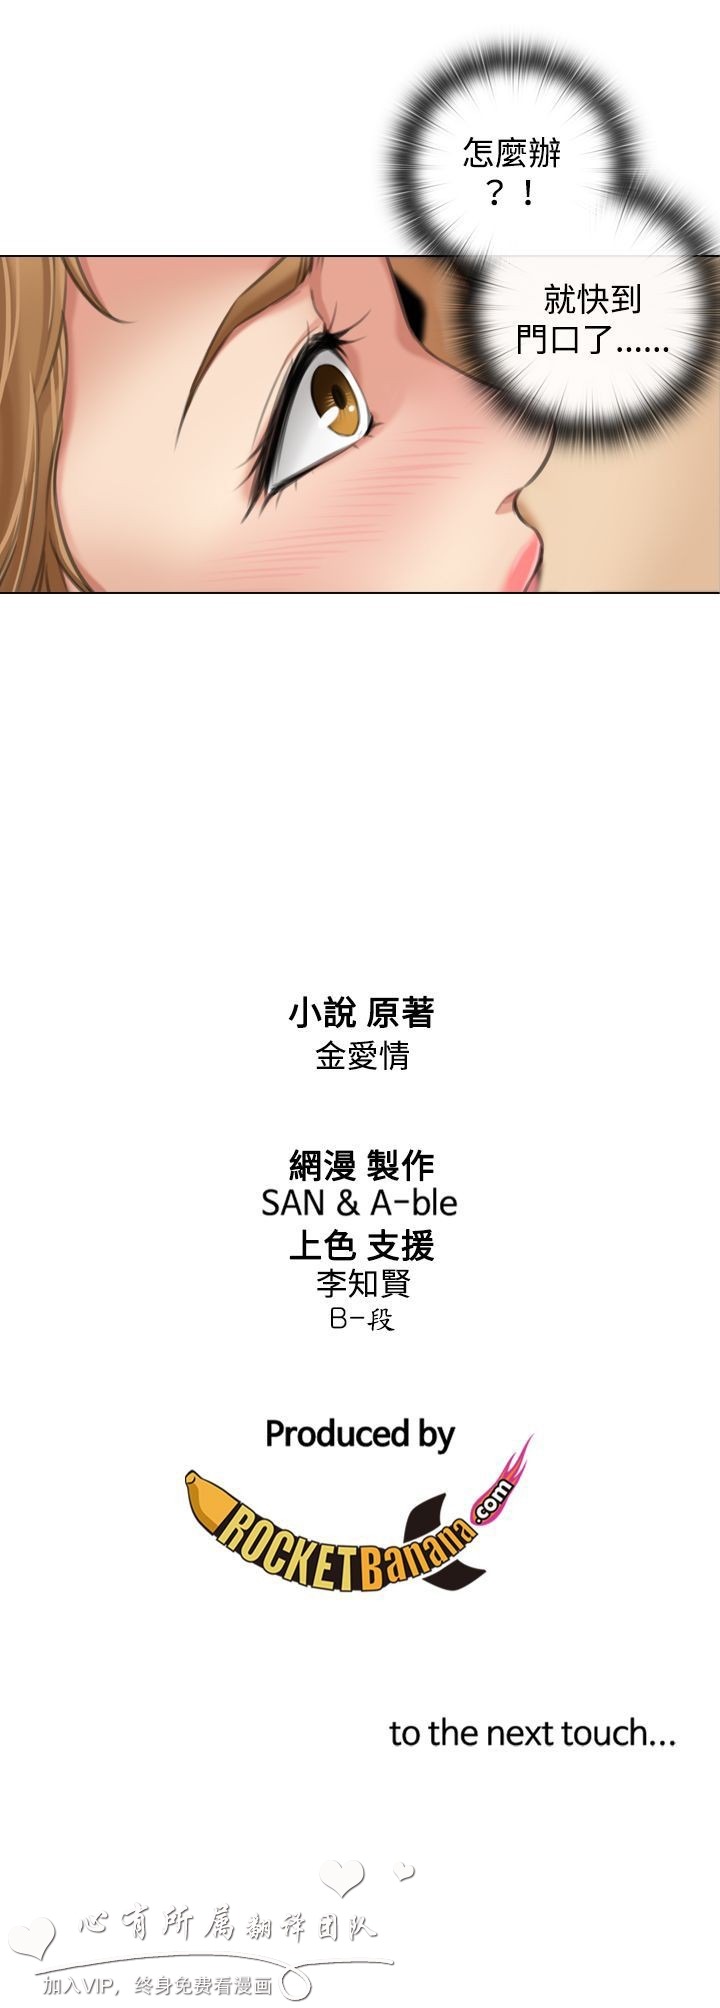 怎麼辦
？！
就快到
門口了……
小說 原著
金愛情
網漫 製作
SAN & A-ble
上色 支援
李知賢
B-段
Produced by
ROCKETBanana.com
to the next touch...
心有所属翻译团队
加入VIP，终身免费看漫画